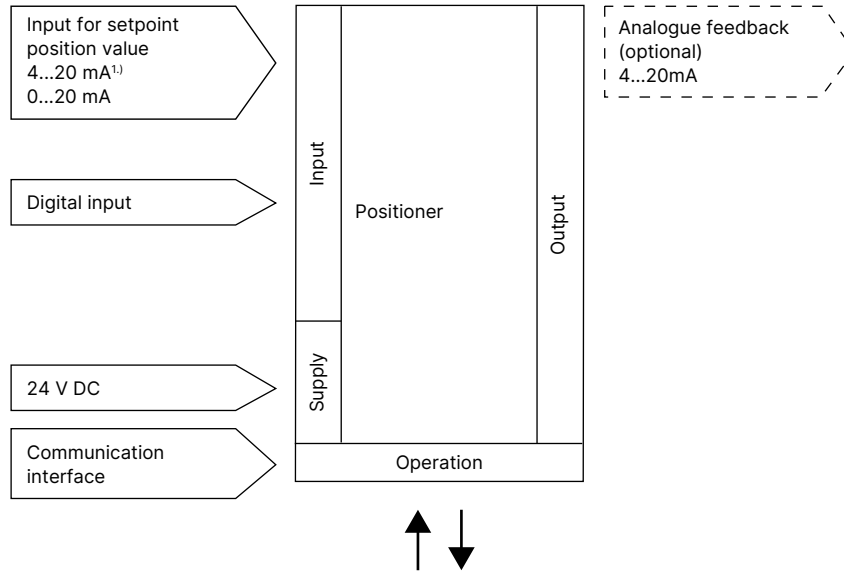 Input for setpoint
position value
4...20 mA¹·⁾
0...20 mA
Digital input
24 V DC
Communication
interface
Input
Supply
Positioner
Operation
Output
Analogue feedback
(optional)
4...20mA